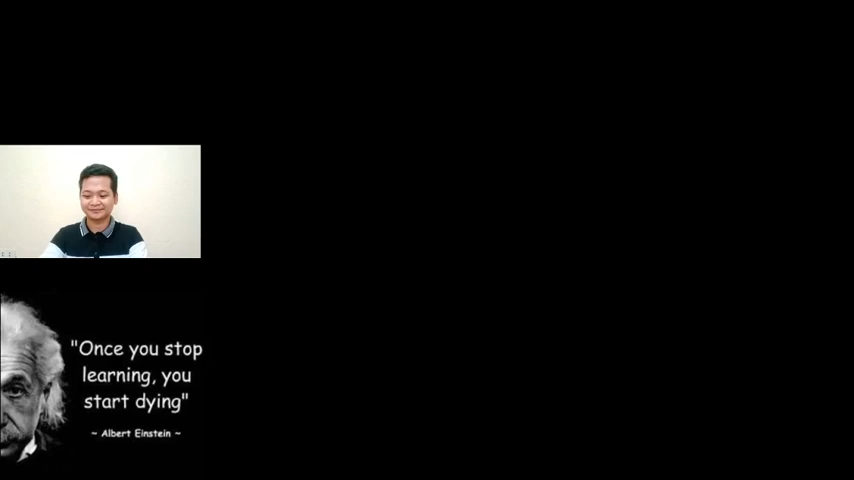 "Once you stop
learning, you
start dying"
~ Albert Einstein ~